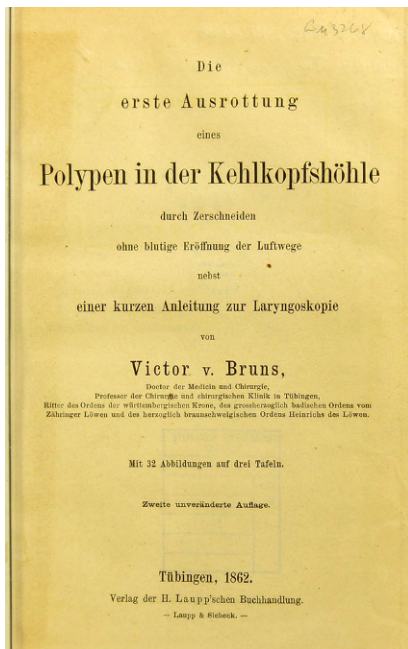 Die
erste Ausrottung
eines
Polypen in der Kehlkopfshöhle
durch Zerschneiden
ohne blutige Eröffnung der Luftwege
nebst
einer kurzen Anleitung zur Laryngoskopie
von
Victor v. Bruns,
Doctor der Medicin und Chirurgie,
Professor der Chirurgie und chirurgischen Klinik in Tübingen,
Ritter des Ordens der württembergischen Krone, des grossherzoglich badischen Ordens vom
Zähringer Löwen und des herzoglich braunschweigischen Ordens Heinrichs des Löwen.
Mit 32 Abbildungen auf drei Tafeln.
Zweite unveränderte Auflage.
Tübingen, 1862.
Verlag der H. Laupp'schen Buchhandlung.
— Laupp & Siebeck. —